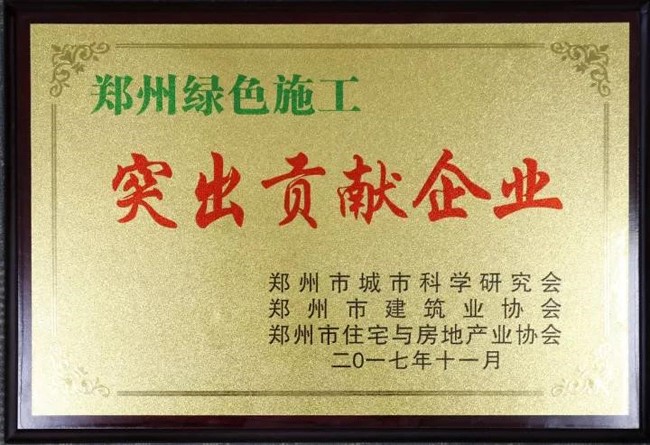 郑州绿色施工
突出贡献企业
郑州市城市科学研究会
郑州市建筑业协会
郑州市住宅与房地产业协会
二〇一七年十一月